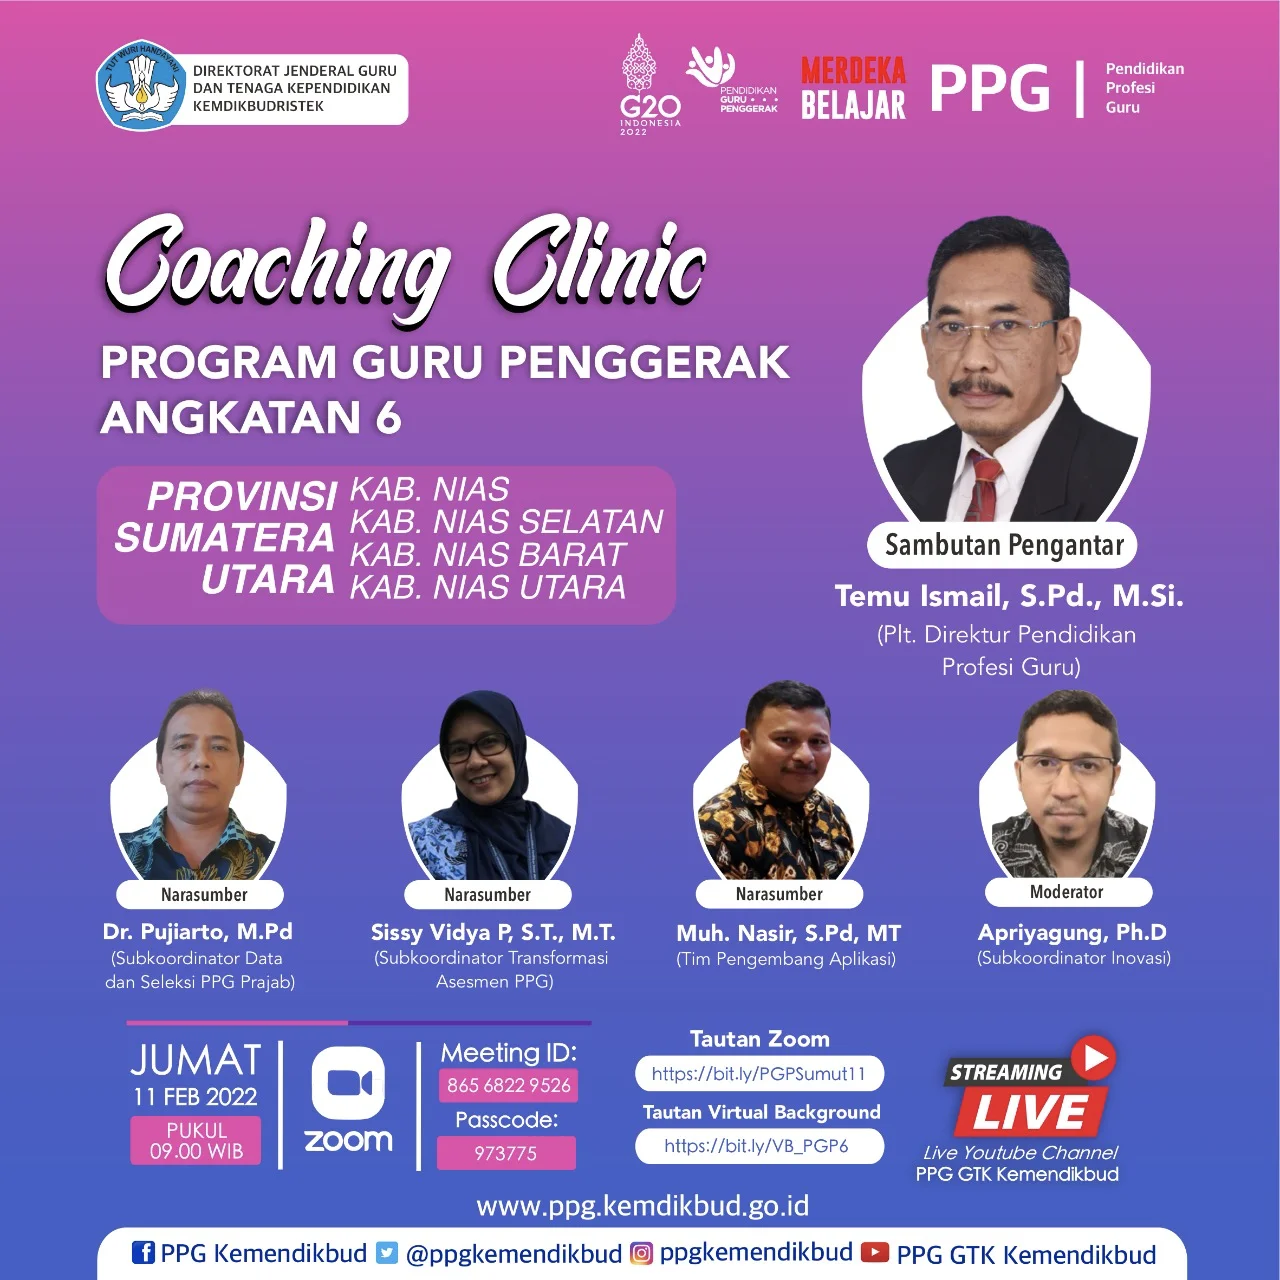 TUT WURI HANDAYANI
DIREKTORAT JENDERAL GURU
DAN TENAGA KEPENDIDIKAN
KEMDIKBUDRISTEK
G20
INDONESIA
2022
PENDIDIKAN
GURU
PENGGERAK
MERDEKA
BELAJAR
PPG
Pendidikan
Profesi
Guru
Coaching Clinic
PROGRAM GURU PENGGERAK
ANGKATAN 6
PROVINSI
SUMATERA
UTARA
KAB. NIAS
KAB. NIAS SELATAN
KAB. NIAS BARAT
KAB. NIAS UTARA
Sambutan Pengantar
Temu Ismail, S.Pd., M.Si.
(Plt. Direktur Pendidikan
Profesi Guru)
Narasumber
Dr. Pujiarto, M.Pd
(Subkoordinator Data
dan Seleksi PPG Prajab)
Narasumber
Sissy Vidya P, S.T., M.T.
(Subkoordinator Transformasi
Asesmen PPG)
Narasumber
Muh. Nasir, S.Pd, MT
(Tim Pengembang Aplikasi)
Moderator
Apriyagung, Ph.D
(Subkoordinator Inovasi)
JUMAT
11 FEB 2022
PUKUL
09.00 WIB
zoom
Meeting ID:
865 6822 9526
Passcode:
973775
Tautan Zoom
https://bit.ly/PGPSumut11
Tautan Virtual Background
https://bit.ly/VB_PGP6
STREAMING
LIVE
Live Youtube Channel
PPG GTK Kemendikbud
www.ppg.kemdikbud.go.id
PPG Kemendikbud @ppgkemendikbud ppgkemendikbud PPG GTK Kemendikbud